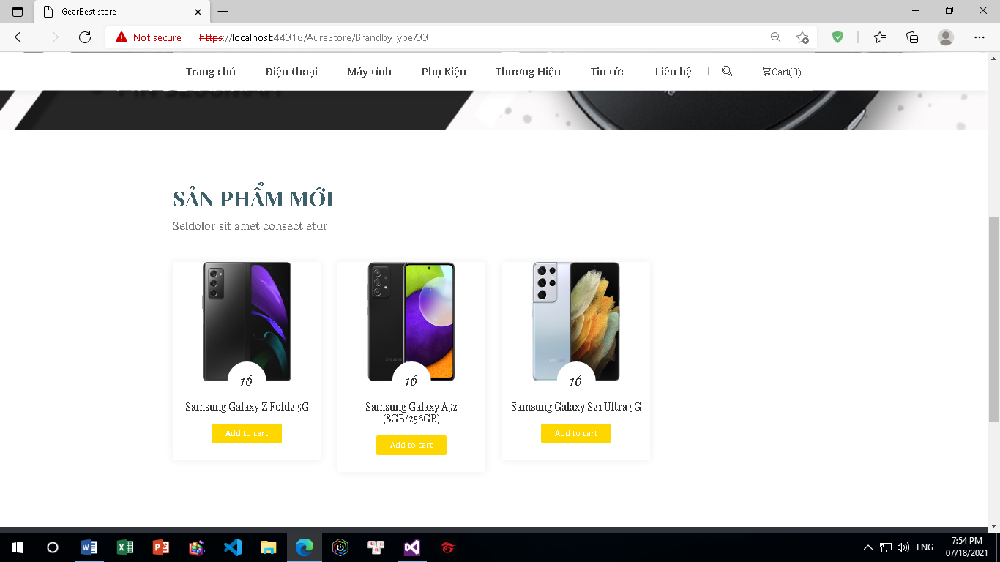 GearBest store
Not secure
https://localhost:44316/AuraStore/BrandbyType/33
Trang chủ
Điện thoại
Máy tính
Phụ Kiện
Thương Hiệu
Tin tức
Liên hệ
Cart(0)
SẢN PHẨM MỚI
Seldolor sit amet consect etur
16
16
16
Samsung Galaxy Z Fold2 5G
Add to cart
Samsung Galaxy A52
(8GB/256GB)
Add to cart
Samsung Galaxy S21 Ultra 5G
Add to cart
ENG
7:54 PM
07/18/2021